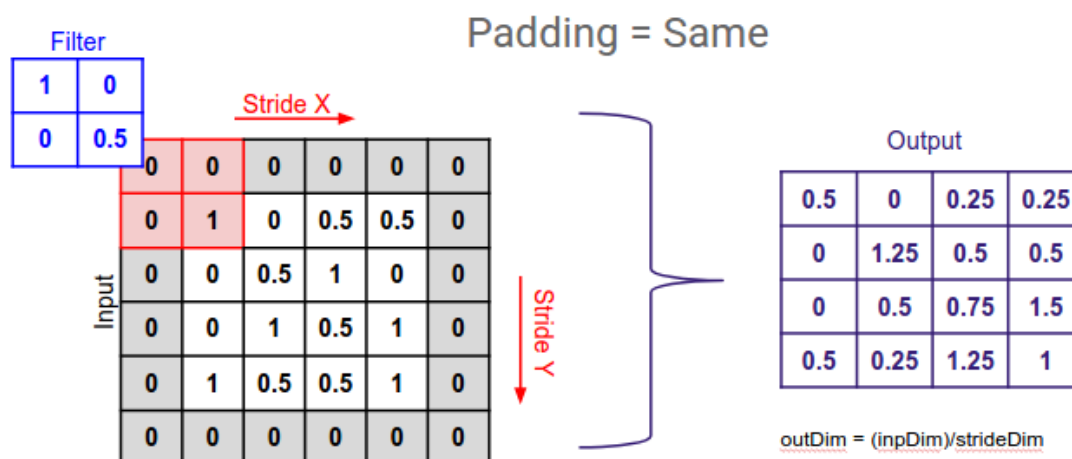 Padding = Same
Filter
1 0
0 0.5
Stride X
0 0 0 0 0 0
0 1 0 0.5 0.5 0
0 0 0.5 1 0 0
0 0 1 0.5 1 0
0 1 0.5 0.5 1 0
0 0 0 0 0 0
Input
Stride Y
Output
0.5 0 0.25 0.25
0 1.25 0.5 0.5
0 0.5 0.75 1.5
0.5 0.25 1.25 1
outDim = (inpDim)/strideDim